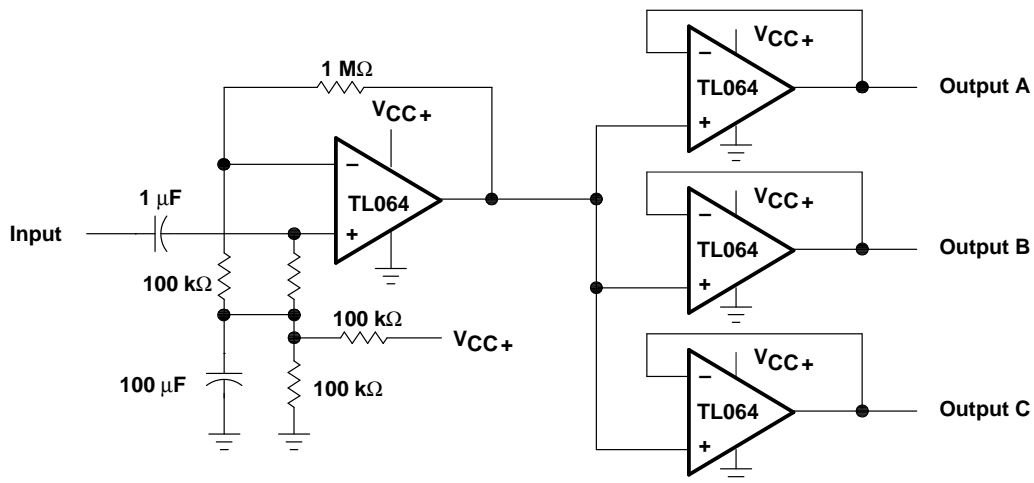 1 MΩ
VCC+
−
TL064
+
1 μF
Input
100 kΩ
100 kΩ
VCC+
100 μF
100 kΩ
VCC+
−
TL064
+
Output A
VCC+
−
TL064
+
Output B
VCC+
−
TL064
+
Output C